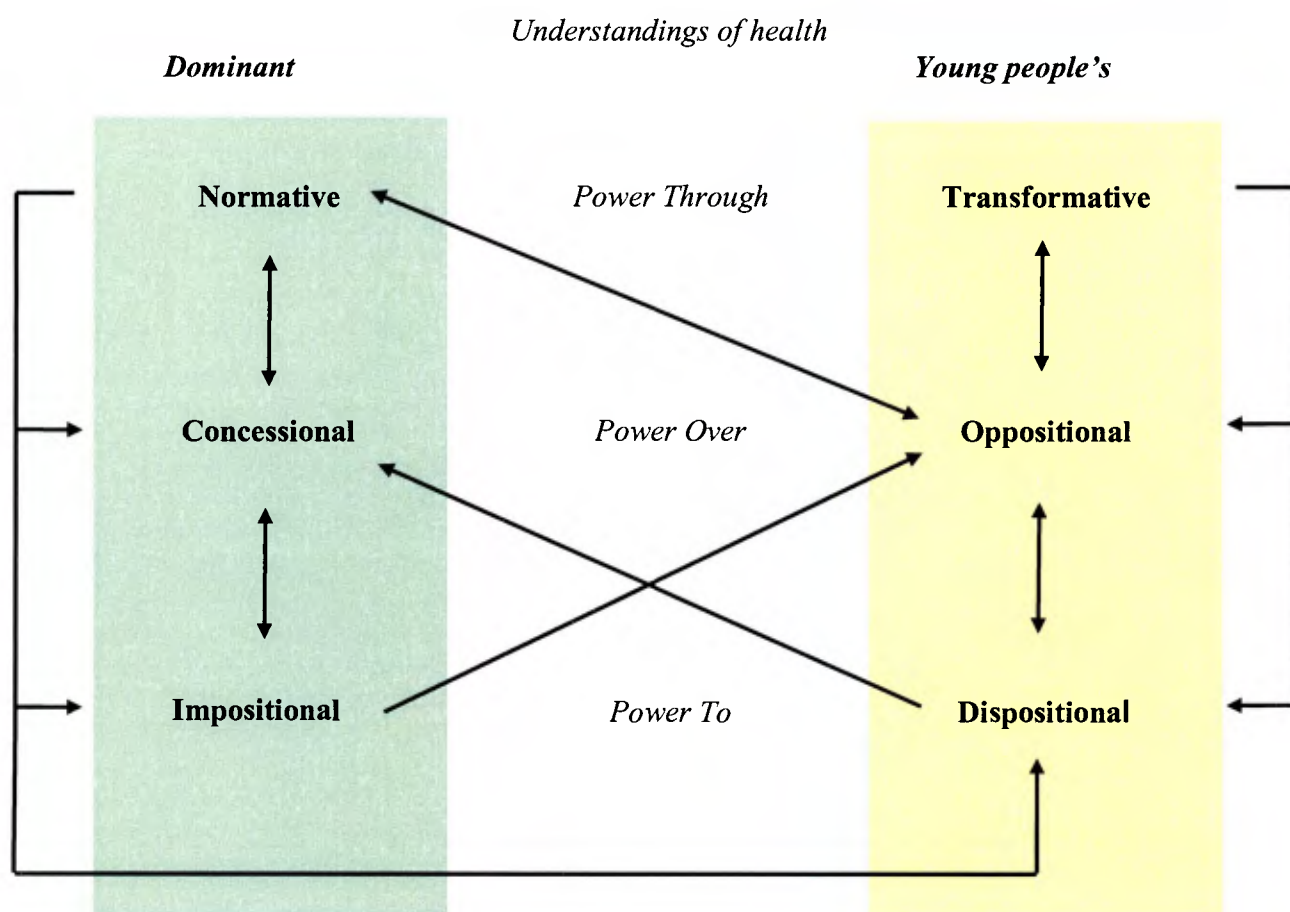 Understandings of health
Dominant
Young people's
Normative
Power Through
Transformative
Concessional
Power Over
Oppositional
Impositional
Power To
Dispositional